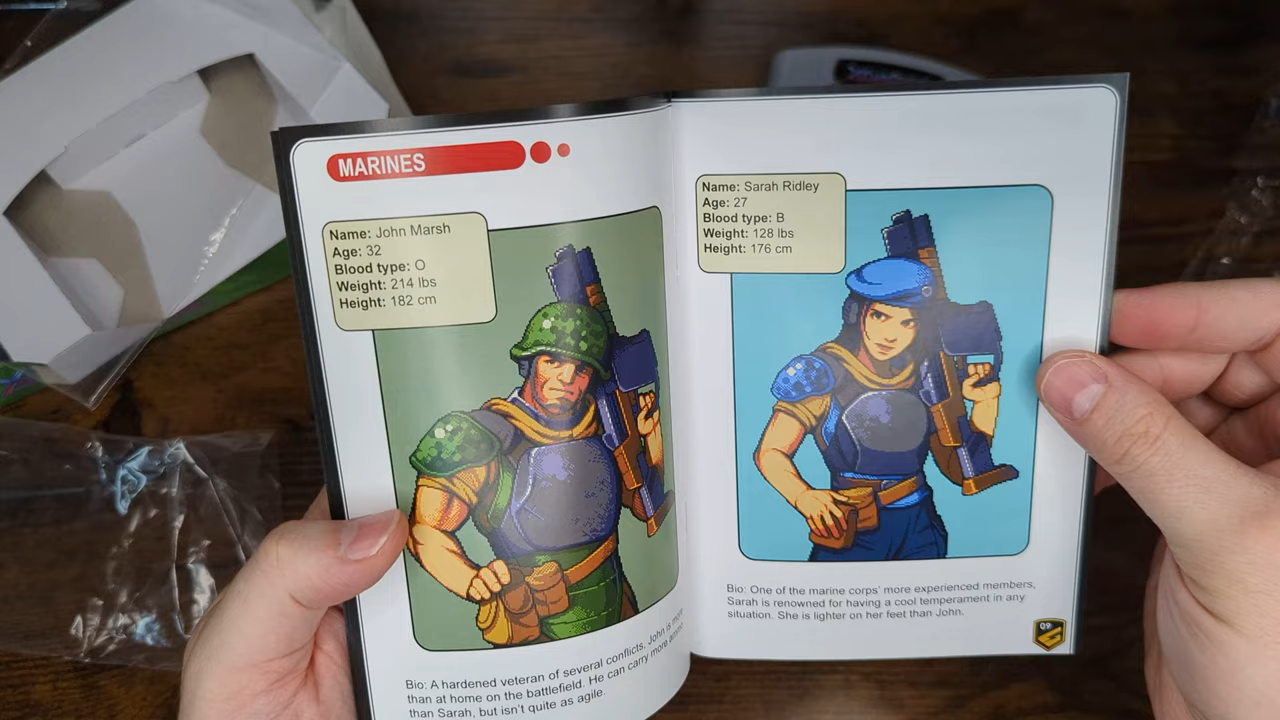 MARINES
Name: John Marsh
Age: 32
Blood type: O
Weight: 214 lbs
Height: 182 cm
Bio: A hardened veteran of several conflicts, John is more
than at home on the battlefield. He can carry more ammo
than Sarah, but isn't quite as agile.
Name: Sarah Ridley
Age: 27
Blood type: B
Weight: 128 lbs
Height: 176 cm
Bio: One of the marine corps' more experienced members,
Sarah is renowned for having a cool temperament in any
situation. She is lighter on her feet than John.
09